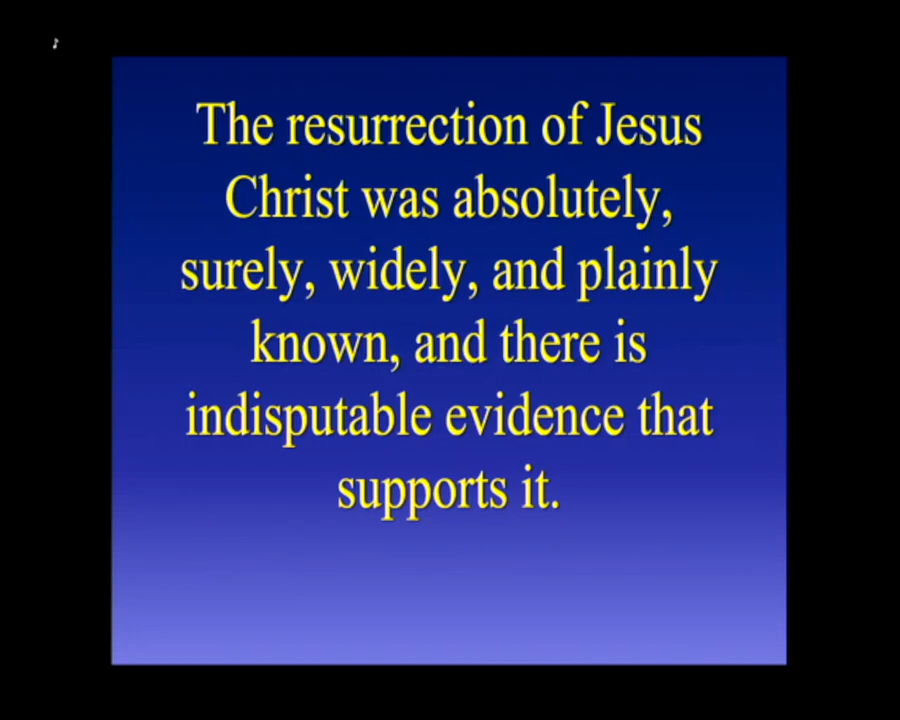 The resurrection of Jesus
Christ was absolutely,
surely, widely, and plainly
known, and there is
indisputable evidence that
supports it.